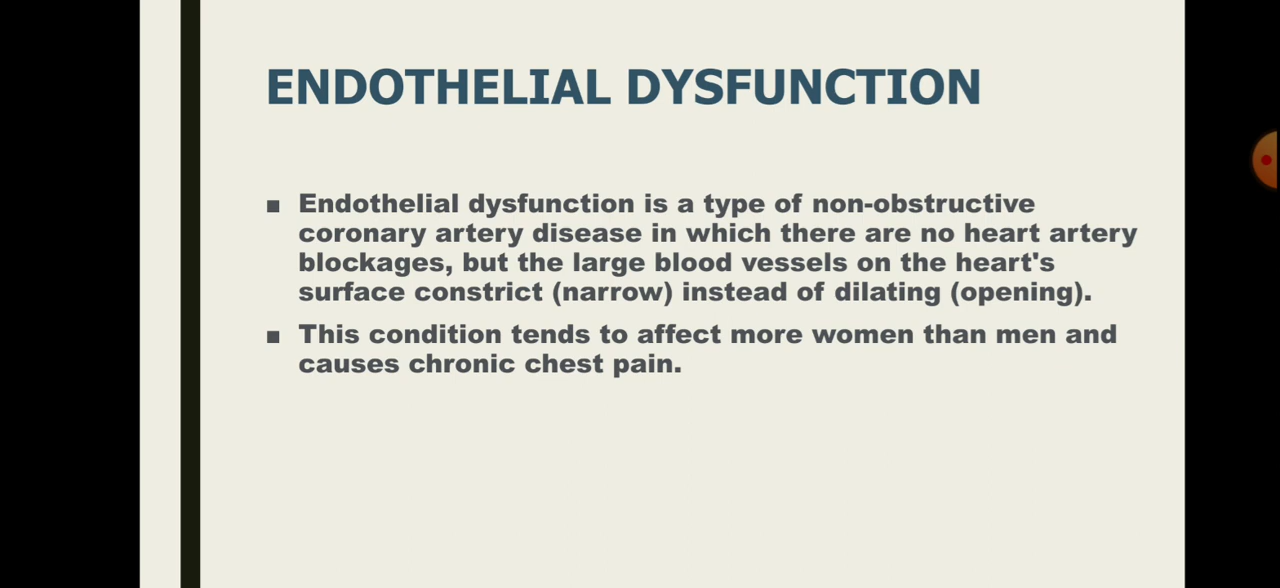 ENDOTHELIAL DYSFUNCTION
▪ Endothelial dysfunction is a type of non-obstructive
coronary artery disease in which there are no heart artery
blockages, but the large blood vessels on the heart's
surface constrict (narrow) instead of dilating (opening).
▪ This condition tends to affect more women than men and
causes chronic chest pain.